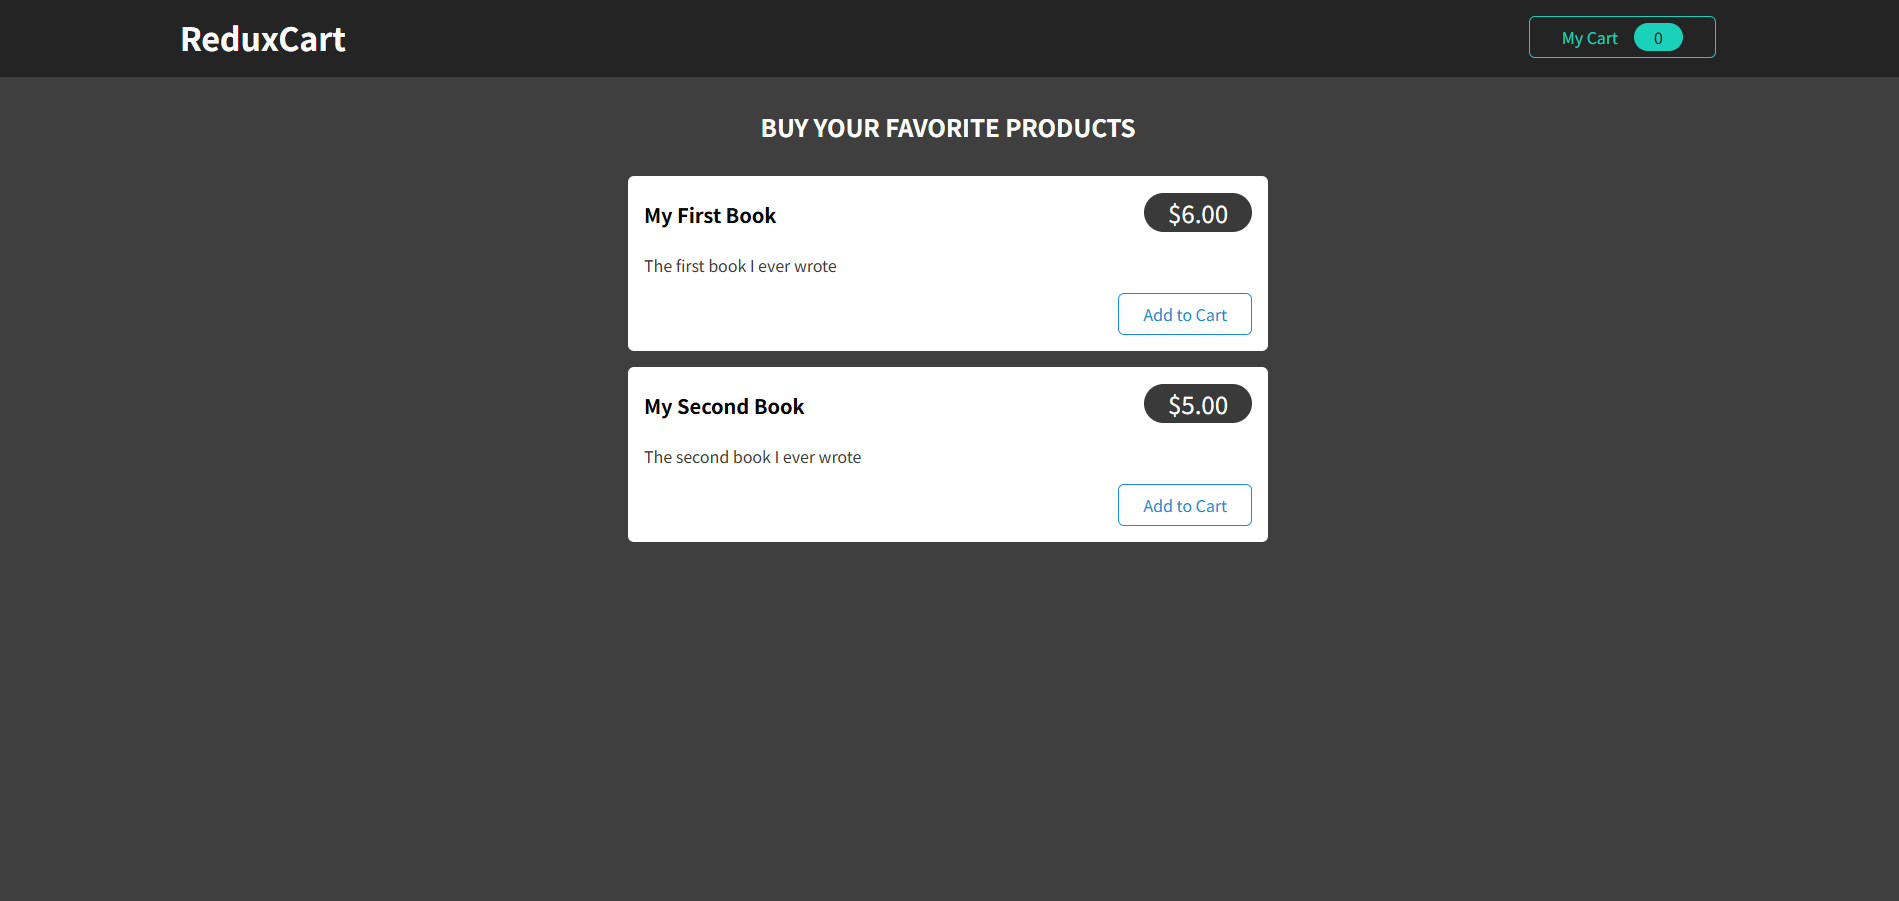 ReduxCart
My Cart 0
BUY YOUR FAVORITE PRODUCTS
My First Book $6.00
The first book I ever wrote
Add to Cart
My Second Book $5.00
The second book I ever wrote
Add to Cart